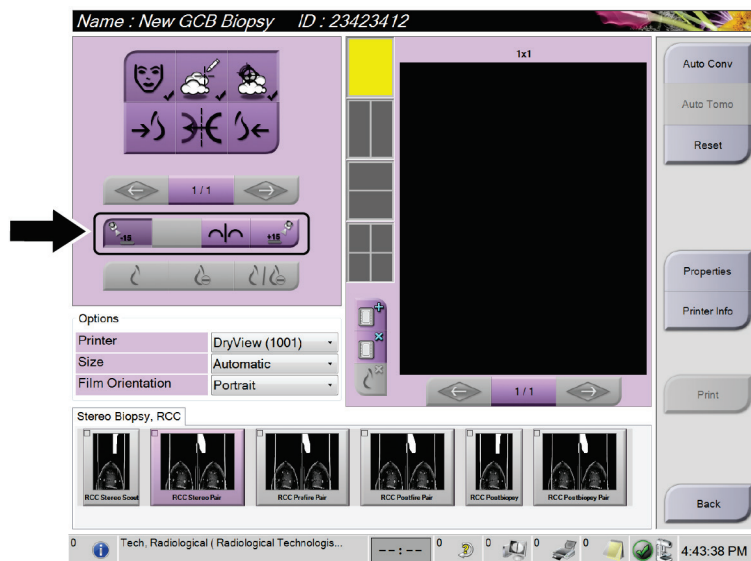 Name : New GCB Biopsy ID : 23423412
1 / 1
-15
+15
Options
Printer DryView (1001)
Size Automatic
Film Orientation Portrait
1x1
1 / 1
Auto Conv
Auto Tomo
Reset
Properties
Printer Info
Print
Back
Stereo Biopsy, RCC
RCC Stereo Scout
RCC Stereo Pair
RCC Prefire Pair
RCC Postfire Pair
RCC Postbiopsy
RCC Postbiopsy Pair
0 Tech, Radiological ( Radiological Technologis... --:-- 0 0 0 0 4:43:38 PM